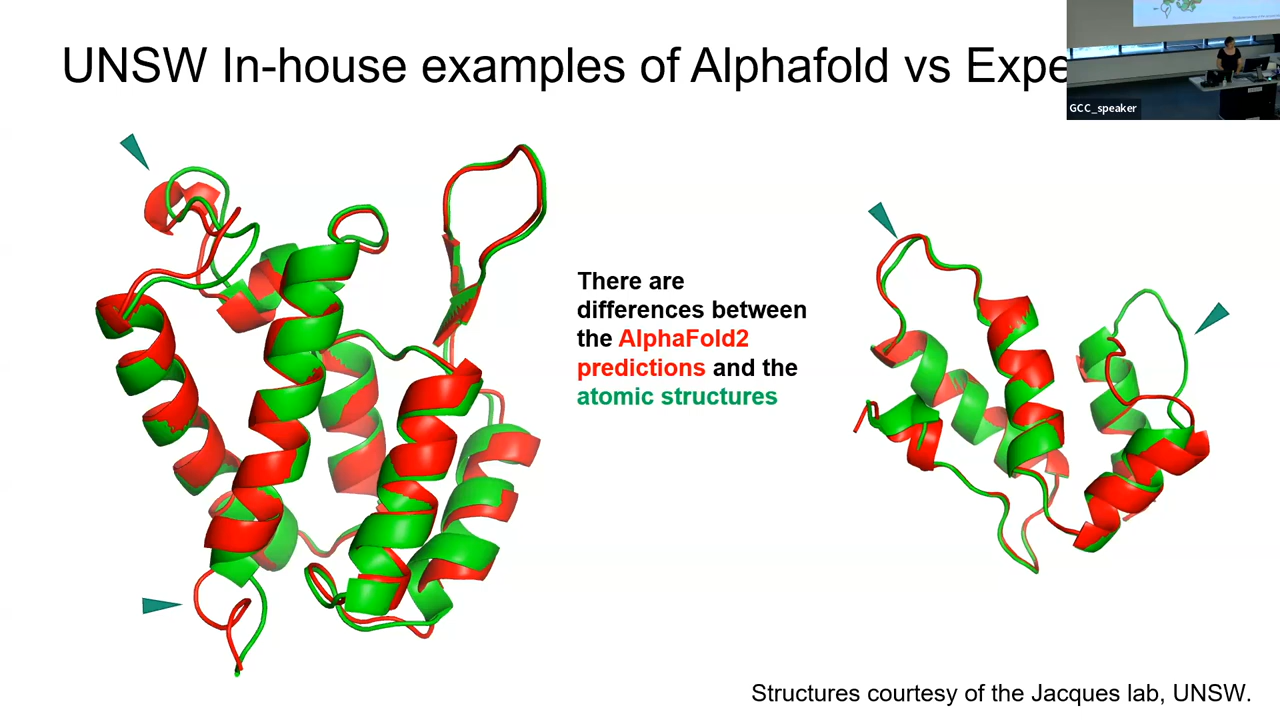 UNSW In-house examples of Alphafold vs Expe
GCC_speaker
There are
differences between
the AlphaFold2
predictions and the
atomic structures
Structures courtesy of the Jacques lab, UNSW.